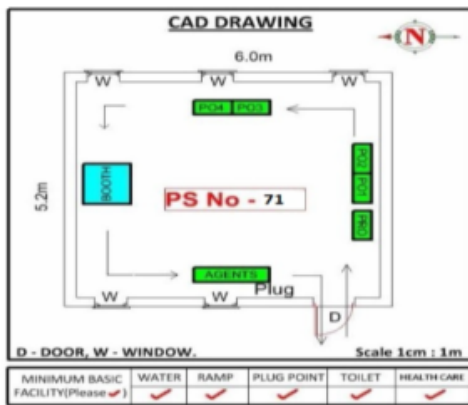 CAD DRAWING
N
6.0m
W W W
PO4 PO3
5.2m
BOOTH
PO2
PO1
PRO
PS No - 71
AGENTS
Plug
W W
D
D - DOOR, W - WINDOW. Scale 1cm : 1m
MINIMUM BASIC FACILITY(Please ✓) WATER RAMP PLUG POINT TOILET HEALTH CARE
✓ ✓ ✓ ✓ ✓